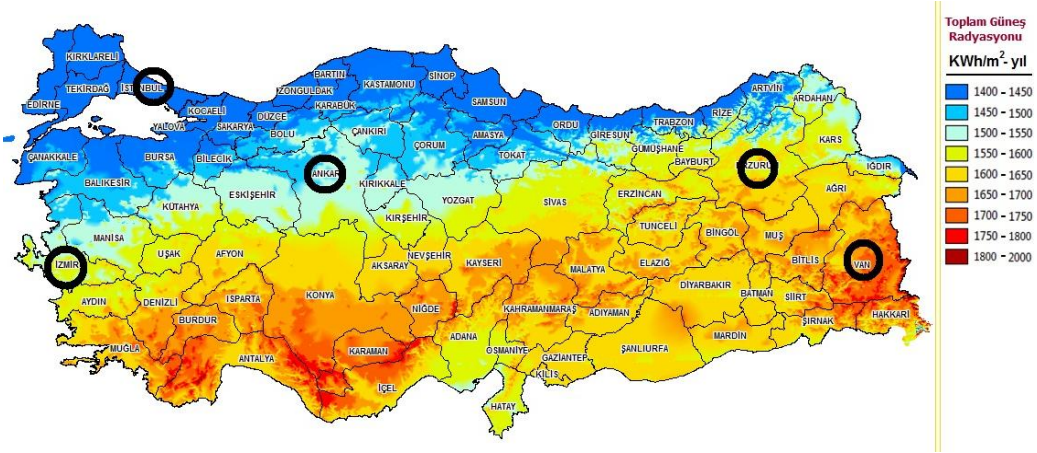 Toplam Güneş
Radyasyonu
KWh/m²- yıl
1400 - 1450
1450 - 1500
1500 - 1550
1550 - 1600
1600 - 1650
1650 - 1700
1700 - 1750
1750 - 1800
1800 - 2000
KIRKLARELİ
TEKİRDAĞ
İSTANBUL
EDİRNE
KOCAELİ
YALOVA
SAKARYA
DÜZCE
BOLU
ZONGULDAK
BARTIN
KARABÜK
KASTAMONU
SİNOP
SAMSUN
ÇANKIRI
ÇORUM
AMASYA
TOKAT
ORDU
GİRESUN
TRABZON
RİZE
ARTVİN
ARDAHAN
KARS
GÜMÜŞHANE
BAYBURT
RZURU
IĞDIR
AĞRI
ÇANAKKALE
BALIKESİR
BURSA
BİLECİK
KÜTAHYA
ESKİŞEHİR
ANKAR
KIRIKKALE
KIRŞEHİR
YOZGAT
SİVAS
ERZİNCAN
TUNCELİ
BİNGÖL
MUŞ
BİTLİS
VAN
MANİSA
İZMİR
UŞAK
AFYON
AKSARAY
NEVŞEHİR
KAYSERİ
MALATYA
ELAZIĞ
DİYARBAKIR
BATMAN
SİİRT
ŞIRNAK
HAKKARİ
AYDIN
DENİZLİ
ISPARTA
BURDUR
KONYA
NİĞDE
KAHRAMANMARAŞ
ADIYAMAN
MARDİN
ŞANLIURFA
MUĞLA
ANTALYA
KARAMAN
İÇEL
ADANA
OSMANİYE
GAZİANTEP
KİLİS
HATAY